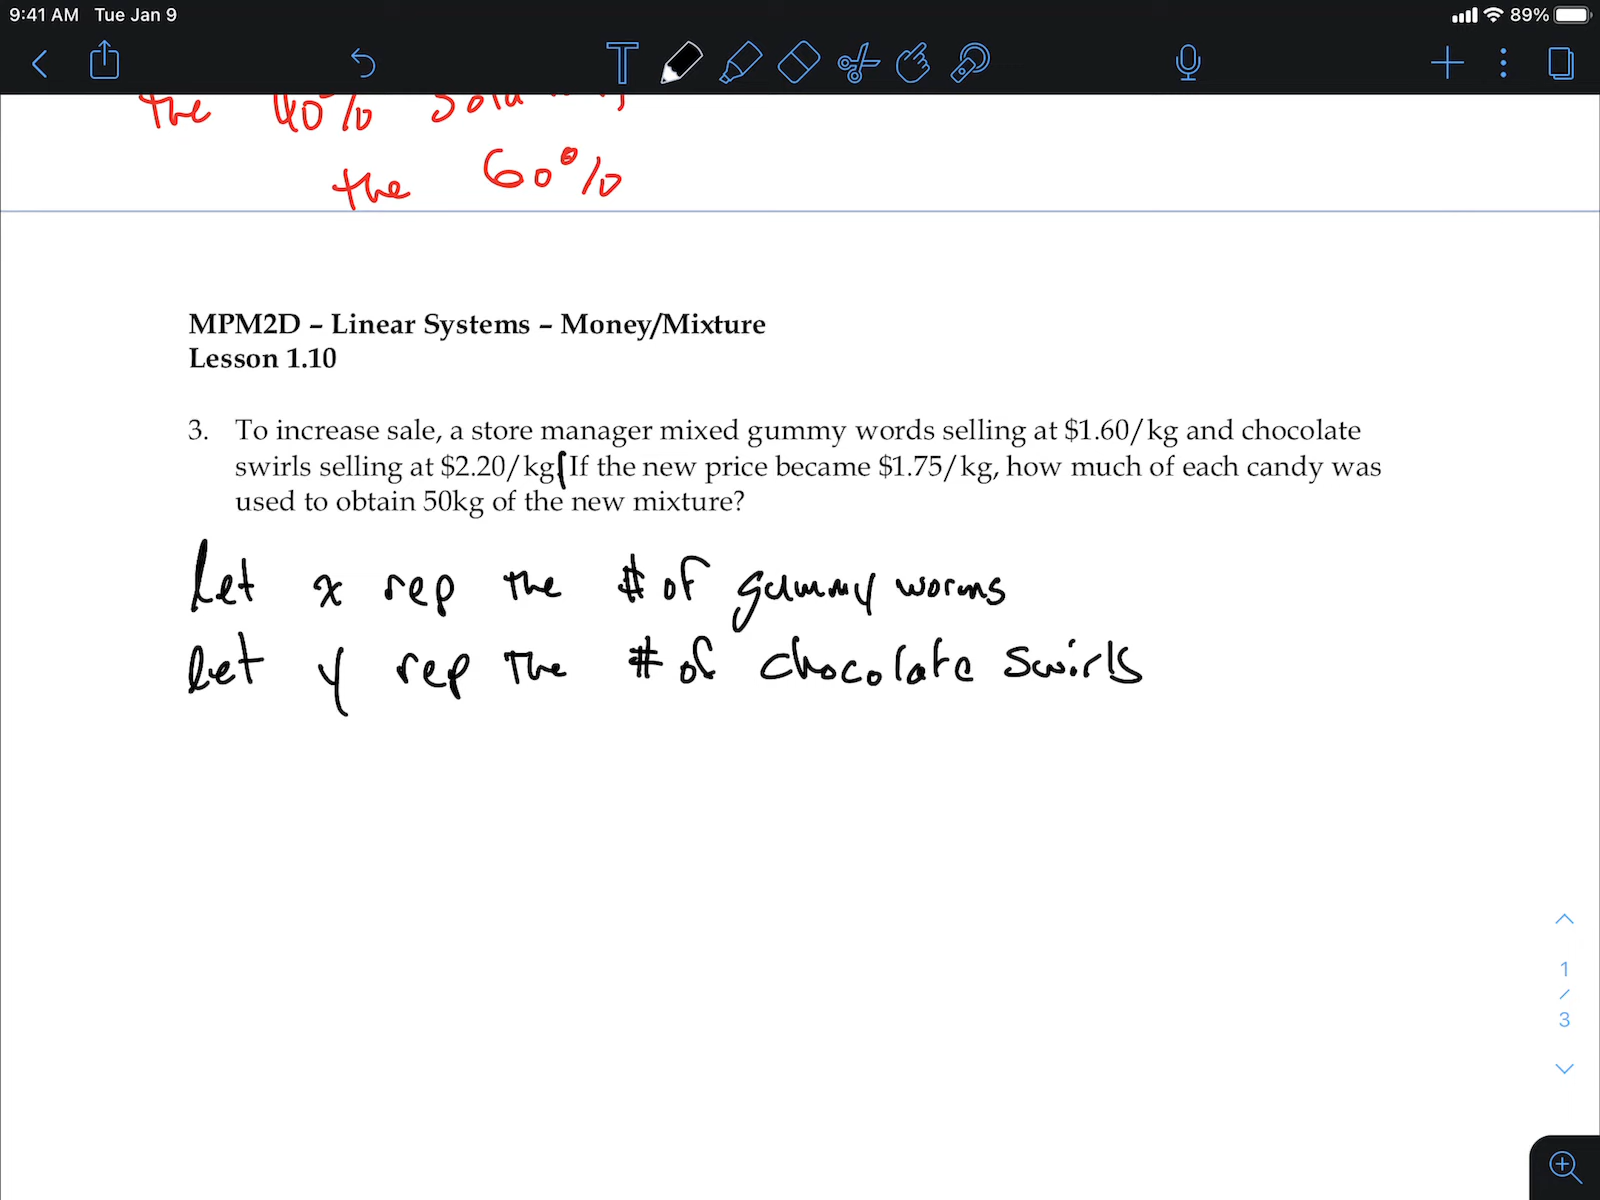 9:41 AM Tue Jan 9
89%
the 40%
the 60%
MPM2D – Linear Systems – Money/Mixture
Lesson 1.10
3. To increase sale, a store manager mixed gummy words selling at $1.60/kg and chocolate
swirls selling at $2.20/kg. If the new price became $1.75/kg, how much of each candy was
used to obtain 50kg of the new mixture?
Let x rep the # of gummy worms
Let y rep the # of chocolate swirls
1
/
3